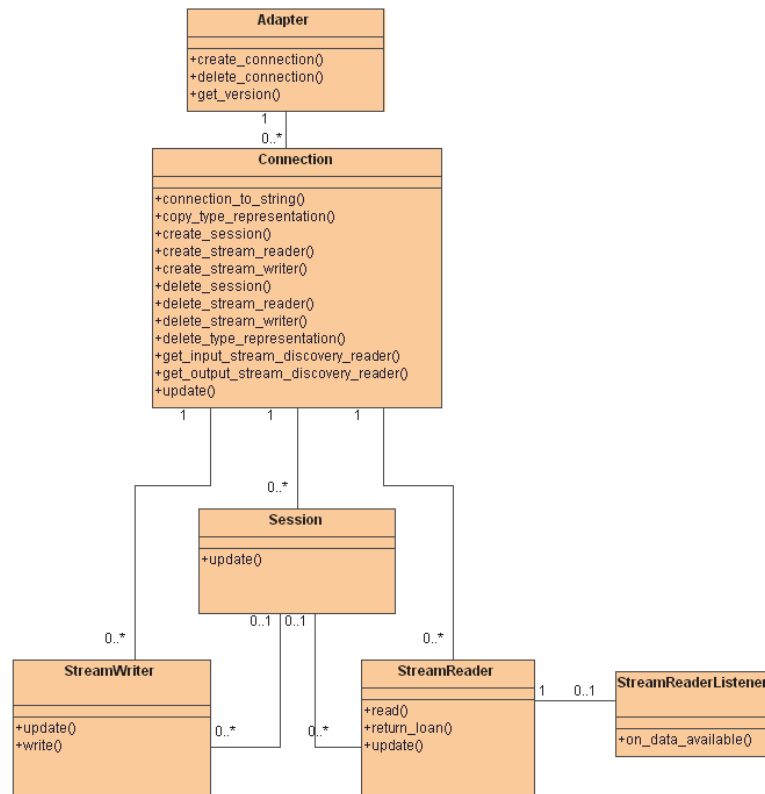 Adapter
+create_connection()
+delete_connection()
+get_version()
1
0..*
Connection
+connection_to_string()
+copy_type_representation()
+create_session()
+create_stream_reader()
+create_stream_writer()
+delete_session()
+delete_stream_reader()
+delete_stream_writer()
+delete_type_representation()
+get_input_stream_discovery_reader()
+get_output_stream_discovery_reader()
+update()
1 1 1
0..*
Session
+update()
0..1 0..1
0..* 0..*
StreamWriter
+update()
+write()
0..*
StreamReader
+read()
+return_loan()
+update()
0..*
1 0..1
StreamReaderListener
+on_data_available()